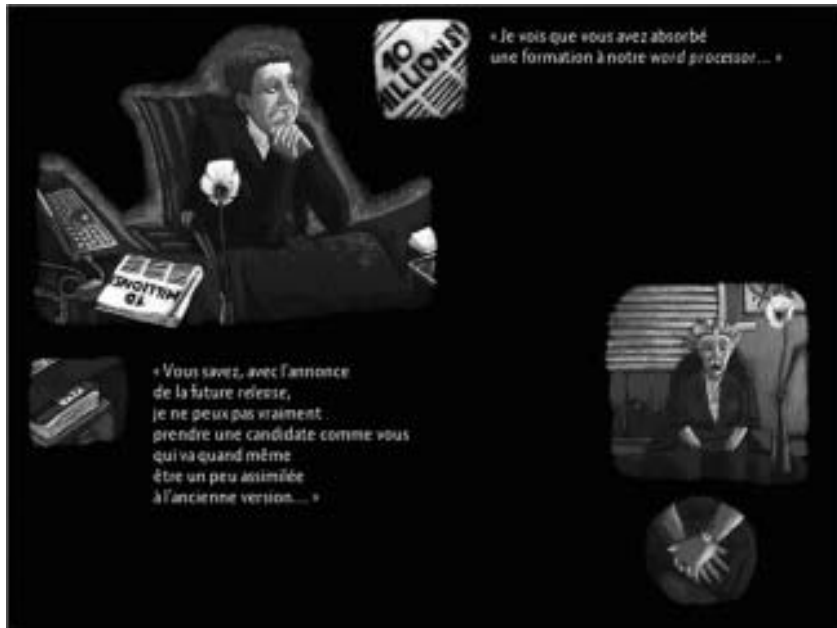 10
MILLIONS!
« Je vois que vous avez absorbé
une formation à notre word processor... »
10
MILLIONS
« Vous savez, avec l'annonce
de la future release,
je ne peux pas vraiment
prendre une candidate comme vous
qui va quand même
être un peu assimilée
à l'ancienne version... »